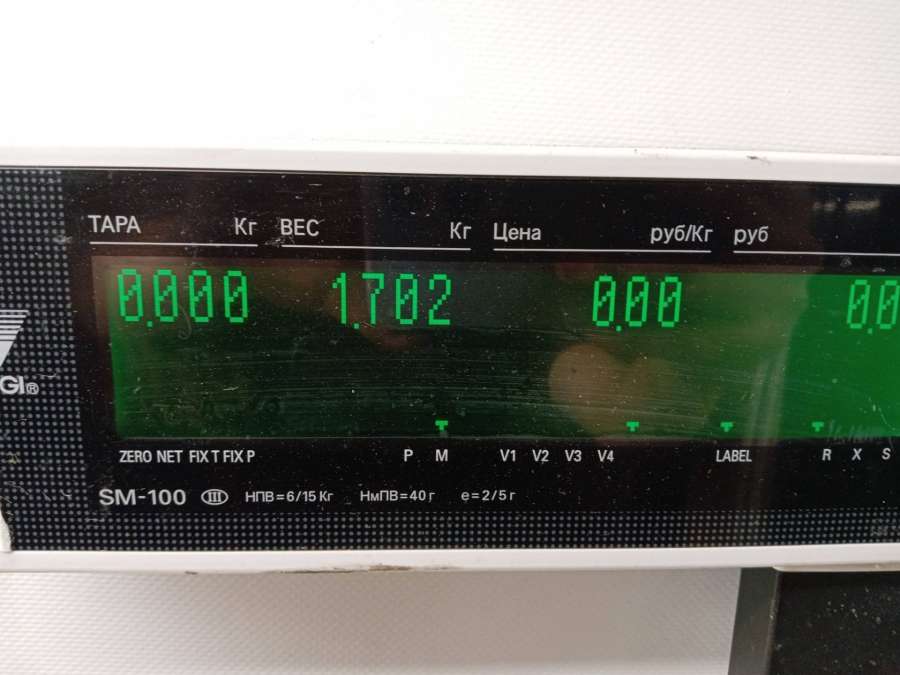 ТАРА Кг ВЕС Кг Цена руб/Кг руб
0.000 1.702 0.00 0.0
GI®
ZERO NET FIX T FIX P P M V1 V2 V3 V4 LABEL R X S
SM-100 III НПВ=6/15 Кг НмПВ=40 г e=2/5 г